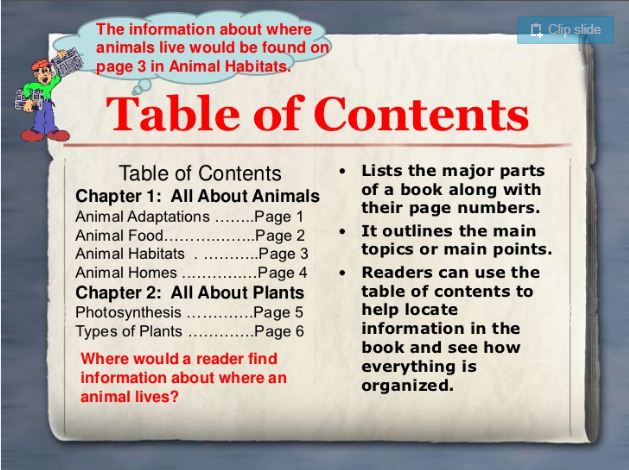 The information about where
animals live would be found on
page 3 in Animal Habitats.
Clip slide
Table of Contents
Table of Contents
Chapter 1: All About Animals
Animal Adaptations ……..Page 1
Animal Food……………..Page 2
Animal Habitats . ………..Page 3
Animal Homes ……………Page 4
Chapter 2: All About Plants
Photosynthesis ………….Page 5
Types of Plants ………….Page 6
Where would a reader find
information about where an
animal lives?
• Lists the major parts
of a book along with
their page numbers.
• It outlines the main
topics or main points.
• Readers can use the
table of contents to
help locate
information in the
book and see how
everything is
organized.